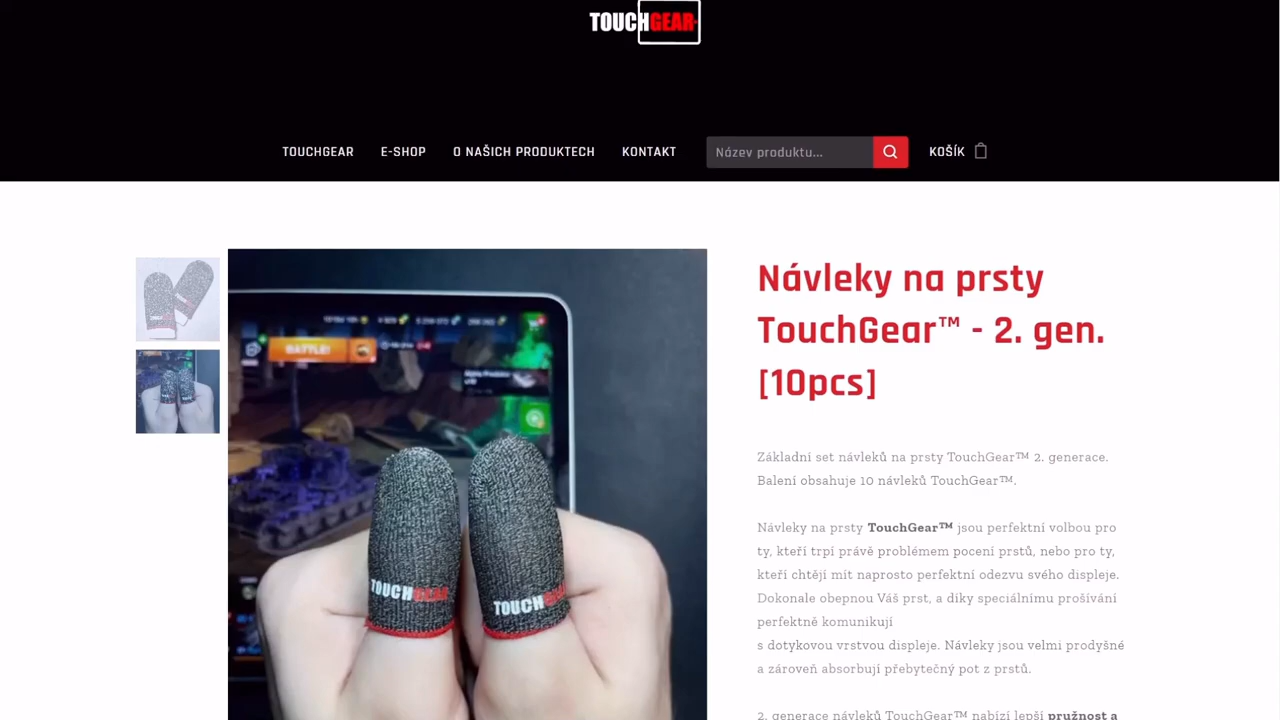 TOUCHGEAR
TOUCHGEAR
E-SHOP
O NAŠICH PRODUKTECH
KONTAKT
Název produktu...
KOŠÍK
Návleky na prsty
TouchGear™ - 2. gen.
[10pcs]
BATTLE!
TOUCHGEAR
TOUCHGEAR
Základní set návleků na prsty TouchGear™ 2. generace.
Balení obsahuje 10 návleků TouchGear™.
Návleky na prsty TouchGear™ jsou perfektní volbou pro
ty, kteří trpí právě problémem pocení prstů, nebo pro ty,
kteří chtějí mít naprosto perfektní odezvu svého displeje.
Dokonale obepnou Váš prst, a díky speciálnímu prošívání
perfektně komunikují
s dotykovou vrstvou displeje. Návleky jsou velmi prodyšné
a zároveň absorbují přebytečný pot z prstů.
2. generace návleků TouchGear™ nabízí lepší pružnost a